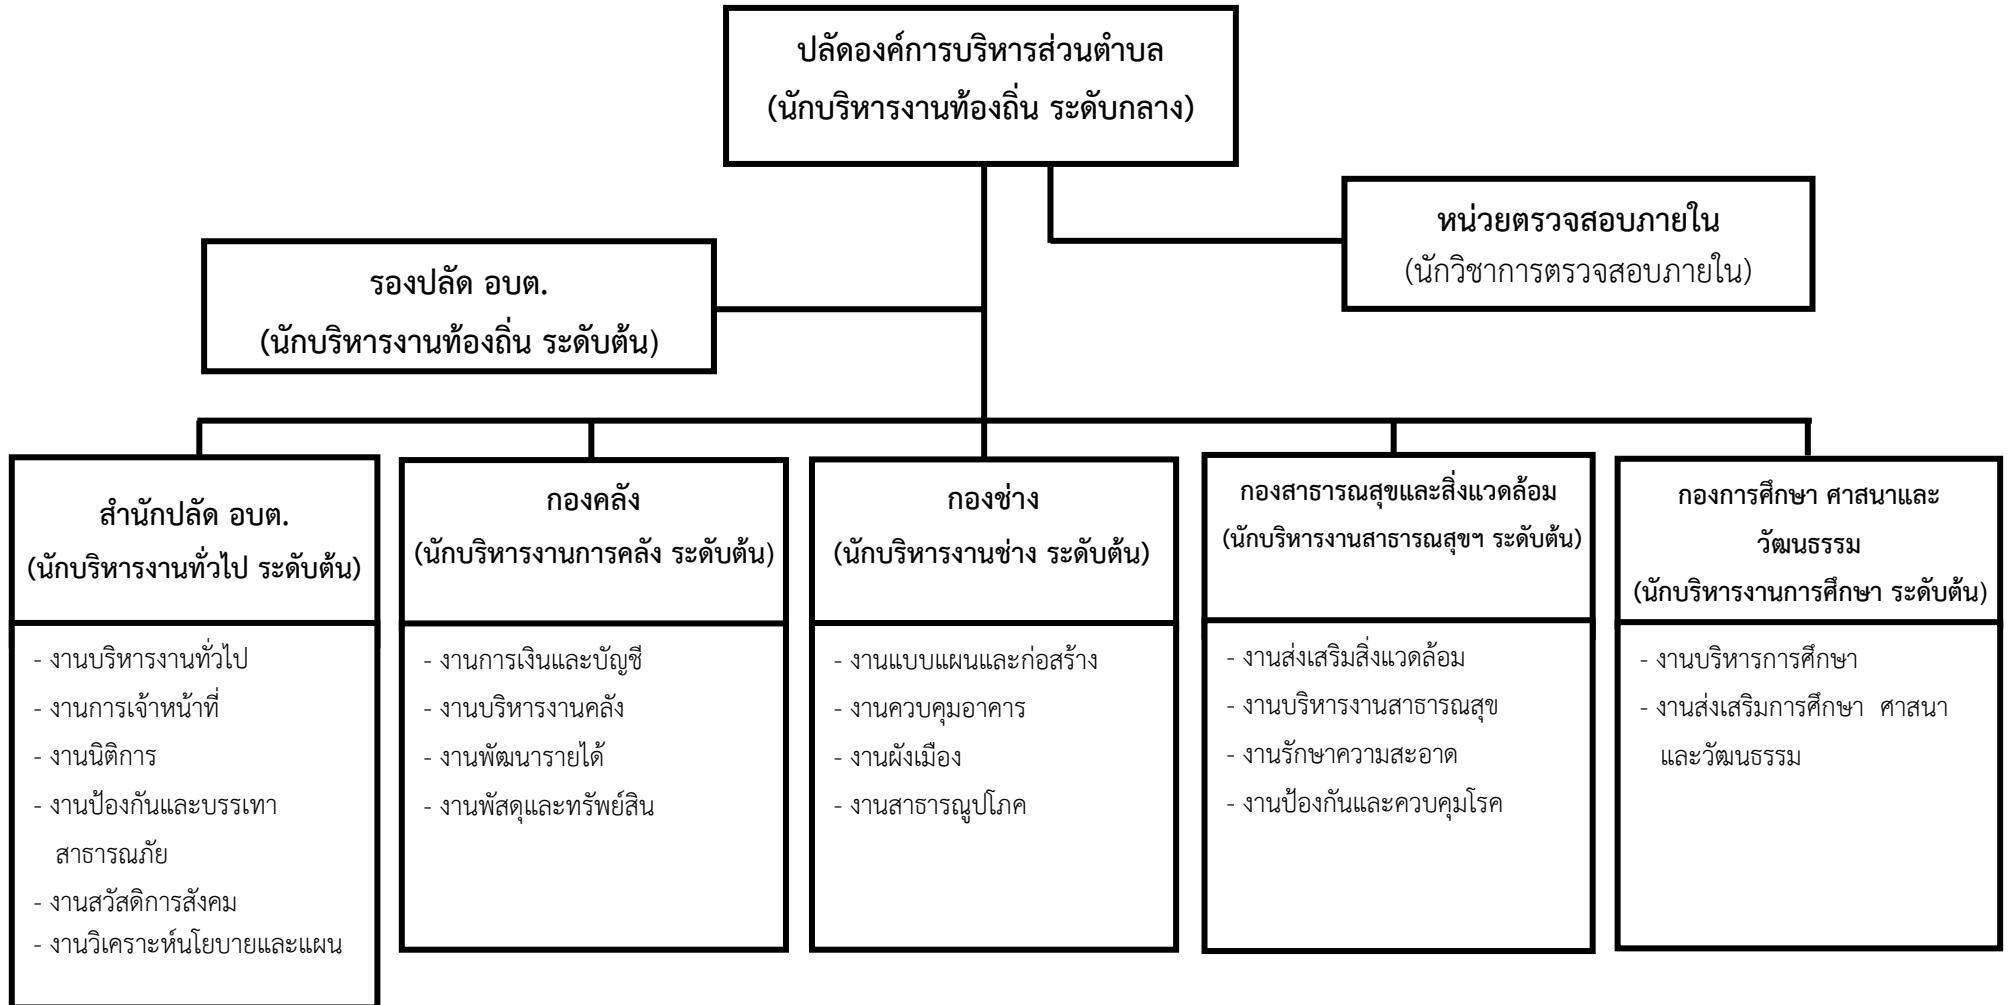 ปลัดองค์การบริหารส่วนตำบล
(นักบริหารงานท้องถิ่น ระดับกลาง)
หน่วยตรวจสอบภายใน
(นักวิชาการตรวจสอบภายใน)
รองปลัด อบต.
(นักบริหารงานท้องถิ่น ระดับต้น)
สำนักปลัด อบต.
(นักบริหารงานทั่วไป ระดับต้น)
- งานบริหารงานทั่วไป
- งานการเจ้าหน้าที่
- งานนิติการ
- งานป้องกันและบรรเทา
สาธารณภัย
- งานสวัสดิการสังคม
- งานวิเคราะห์นโยบายและแผน
กองคลัง
(นักบริหารงานการคลัง ระดับต้น)
- งานการเงินและบัญชี
- งานบริหารงานคลัง
- งานพัฒนารายได้
- งานพัสดุและทรัพย์สิน
กองช่าง
(นักบริหารงานช่าง ระดับต้น)
- งานแบบแผนและก่อสร้าง
- งานควบคุมอาคาร
- งานผังเมือง
- งานสาธารณูปโภค
กองสาธารณสุขและสิ่งแวดล้อม
(นักบริหารงานสาธารณสุขฯ ระดับต้น)
- งานส่งเสริมสิ่งแวดล้อม
- งานบริหารงานสาธารณสุข
- งานรักษาความสะอาด
- งานป้องกันและควบคุมโรค
กองการศึกษา ศาสนาและ
วัฒนธรรม
(นักบริหารงานการศึกษา ระดับต้น)
- งานบริหารการศึกษา
- งานส่งเสริมการศึกษา ศาสนา
และวัฒนธรรม